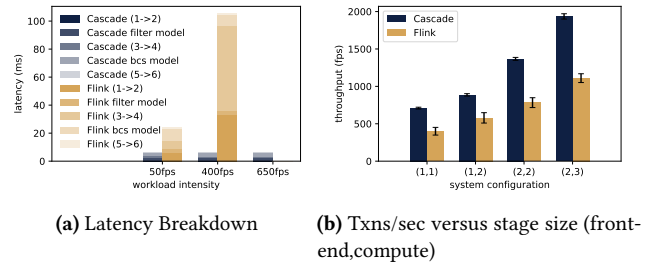 100
80
60
40
20
0
latency (ms)
Cascade (1->2)
Cascade filter model
Cascade (3->4)
Cascade bcs model
Cascade (5->6)
Flink (1->2)
Flink filter model
Flink (3->4)
Flink bcs model
Flink (5->6)
50fps
400fps
650fps
workload intensity
2000
1500
1000
500
0
throughput (fps)
Cascade
Flink
(1,1)
(1,2)
(2,2)
(2,3)
system configuration
(a) Latency Breakdown
(b) Txns/sec versus stage size (front-
end,compute)